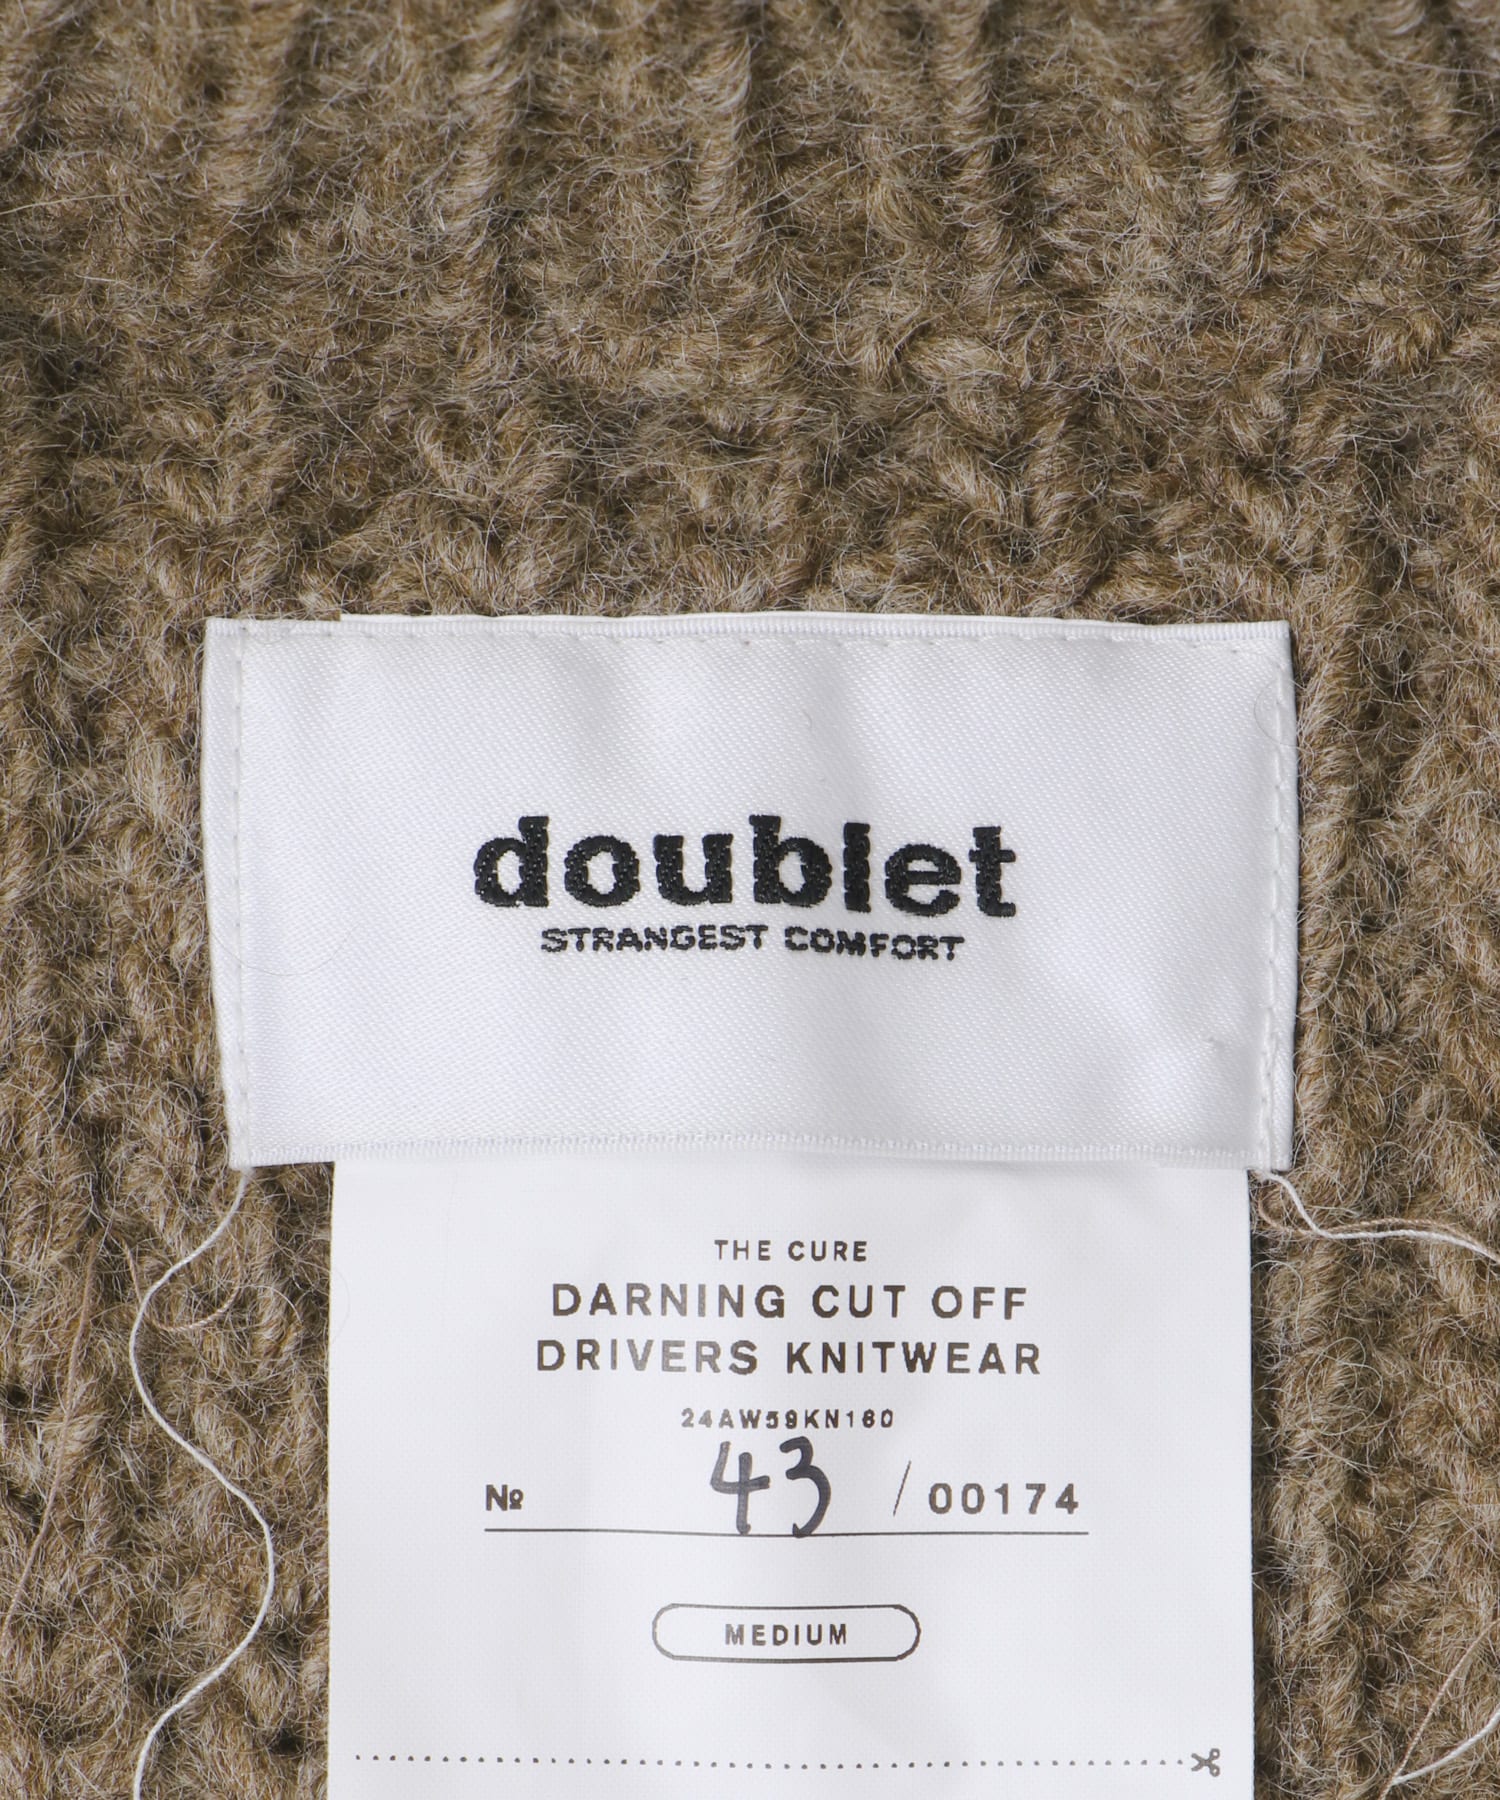 doublet
STRANGEST COMFORT
THE CURE
DARNING CUT OFF
DRIVERS KNITWEAR
24AW59KN160
№ 43 / 00174
MEDIUM